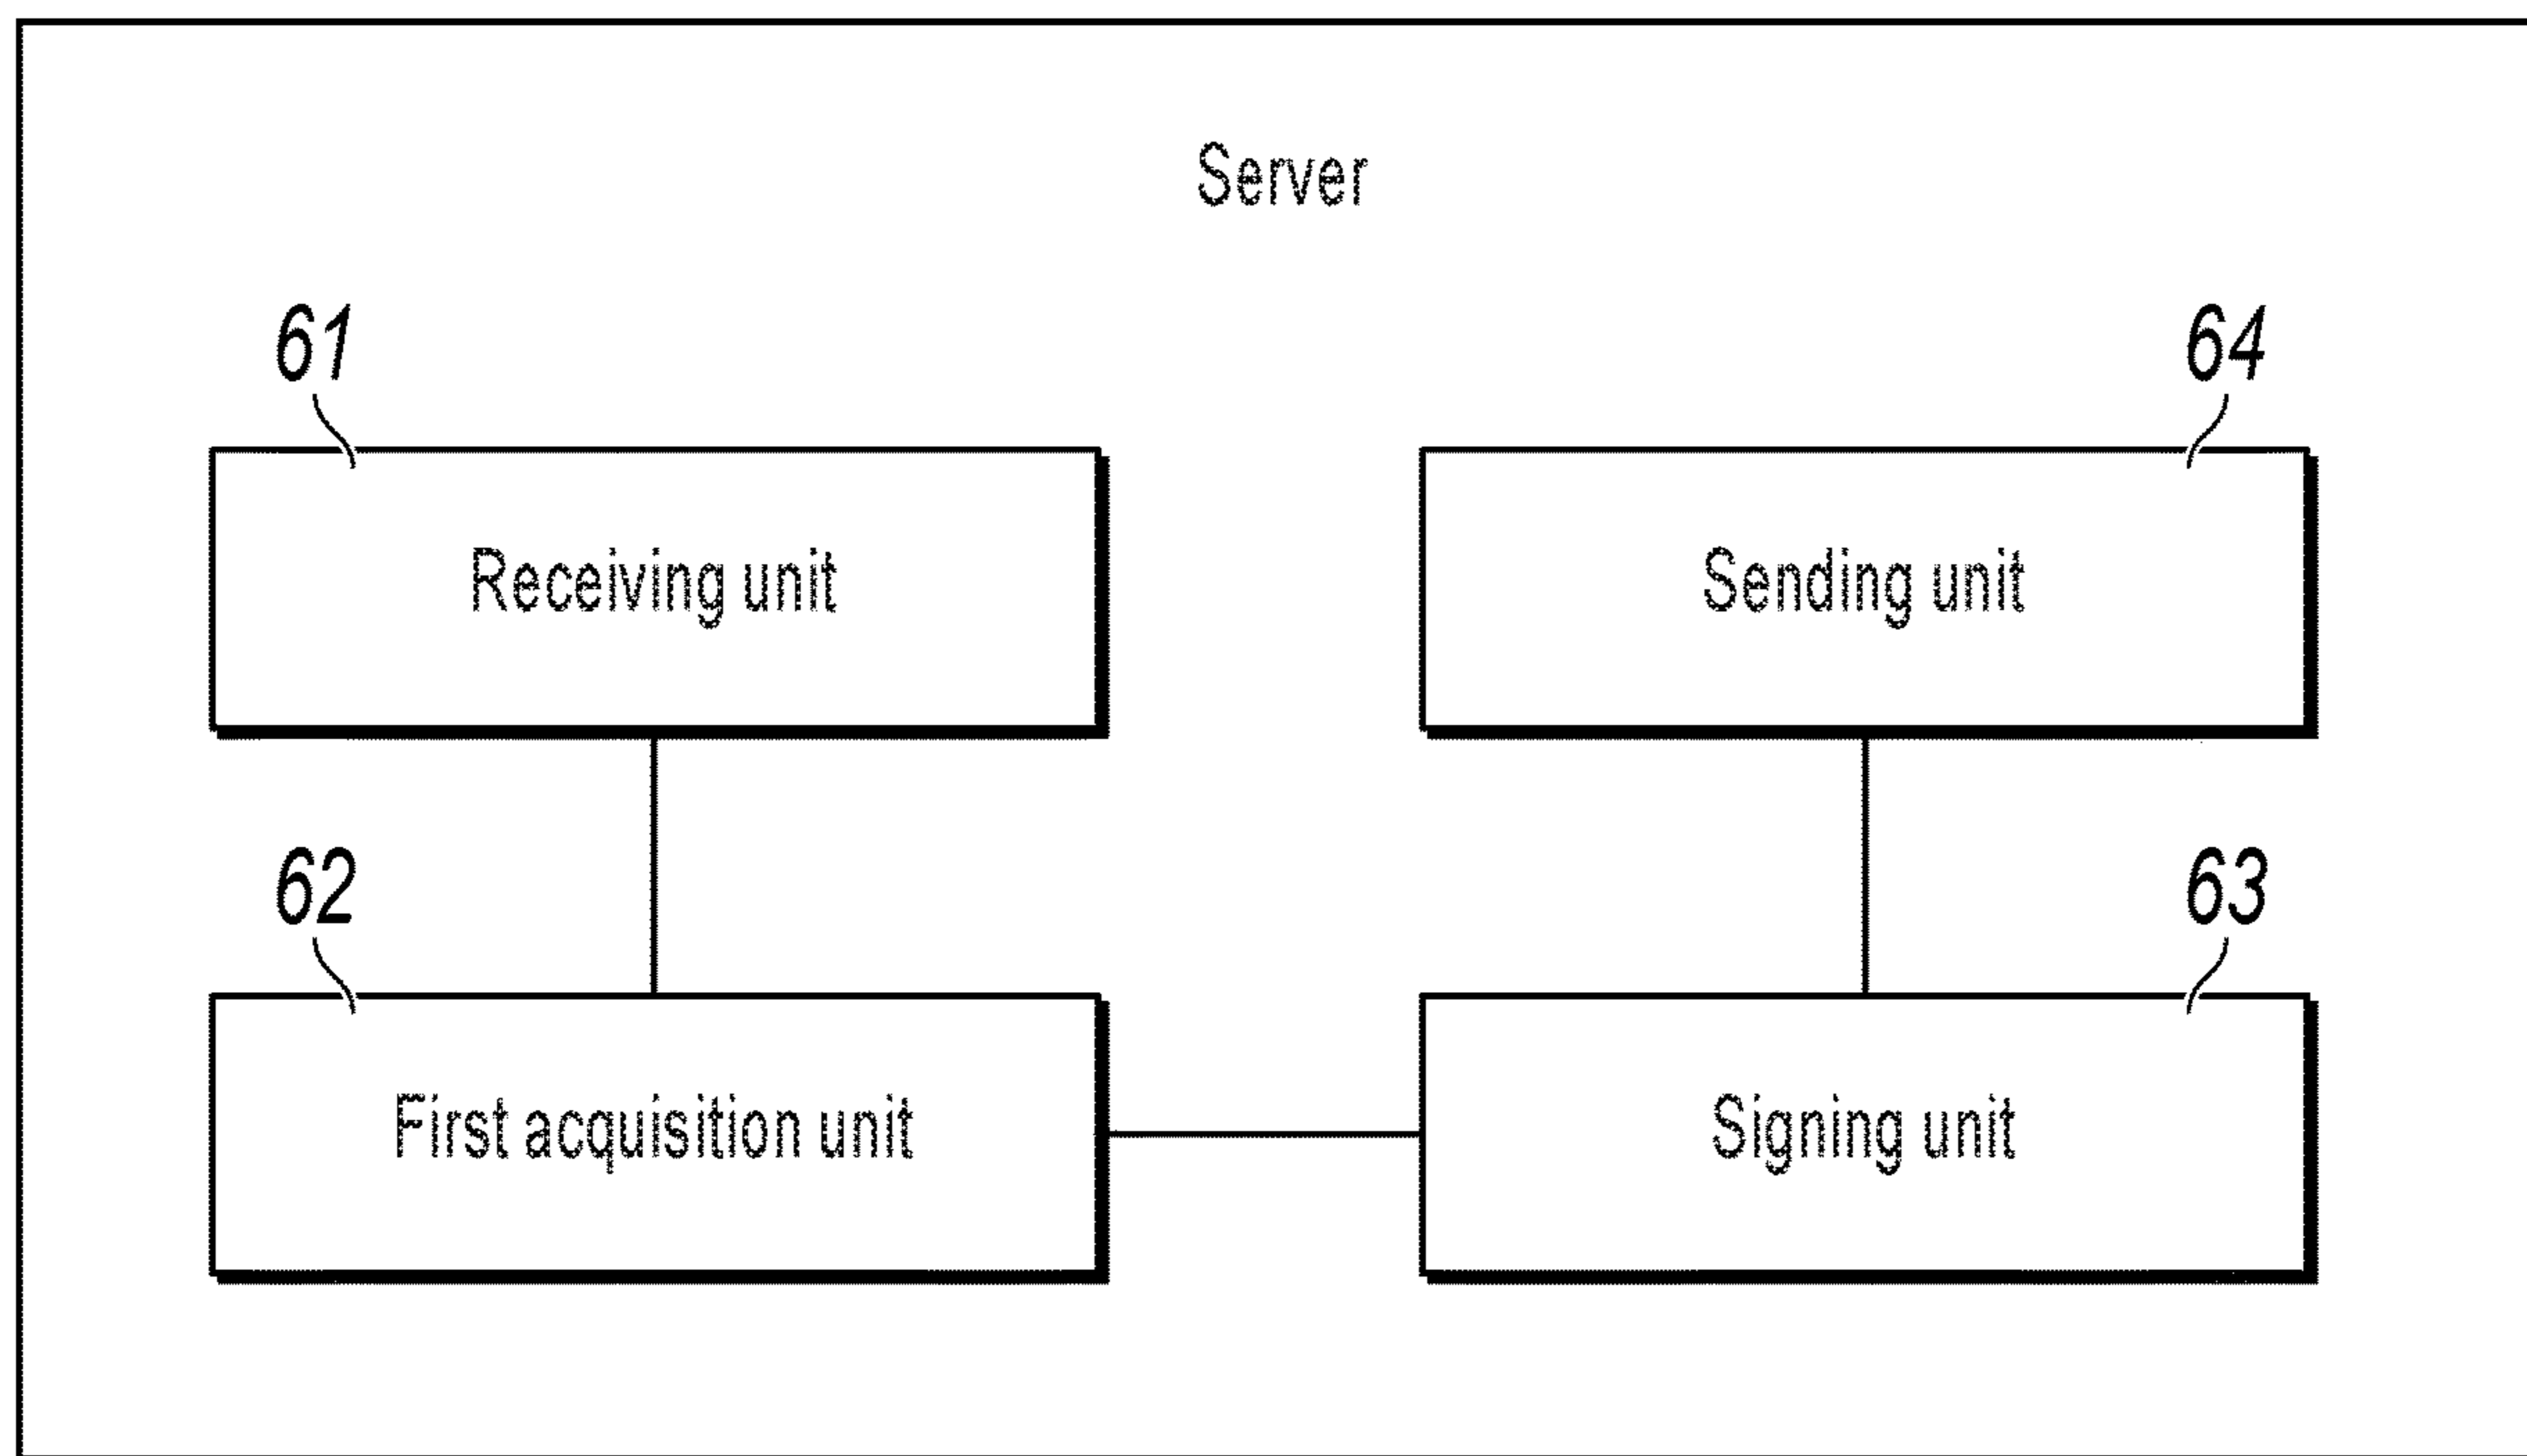 Server
61
64
Receiving unit
Sending unit
62
63
First acquisition unit
Signing unit